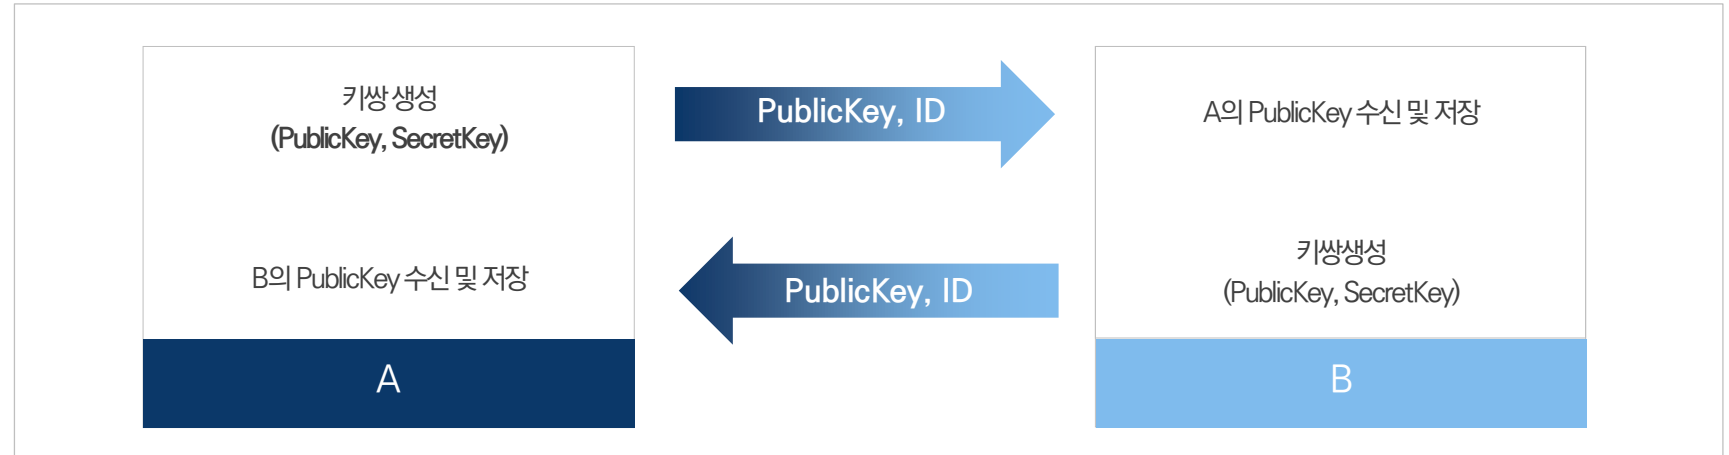 키쌍 생성
(PublicKey, SecretKey)
B의 PublicKey 수신 및 저장
A
PublicKey, ID
PublicKey, ID
A의 PublicKey 수신 및 저장
키쌍생성
(PublicKey, SecretKey)
B